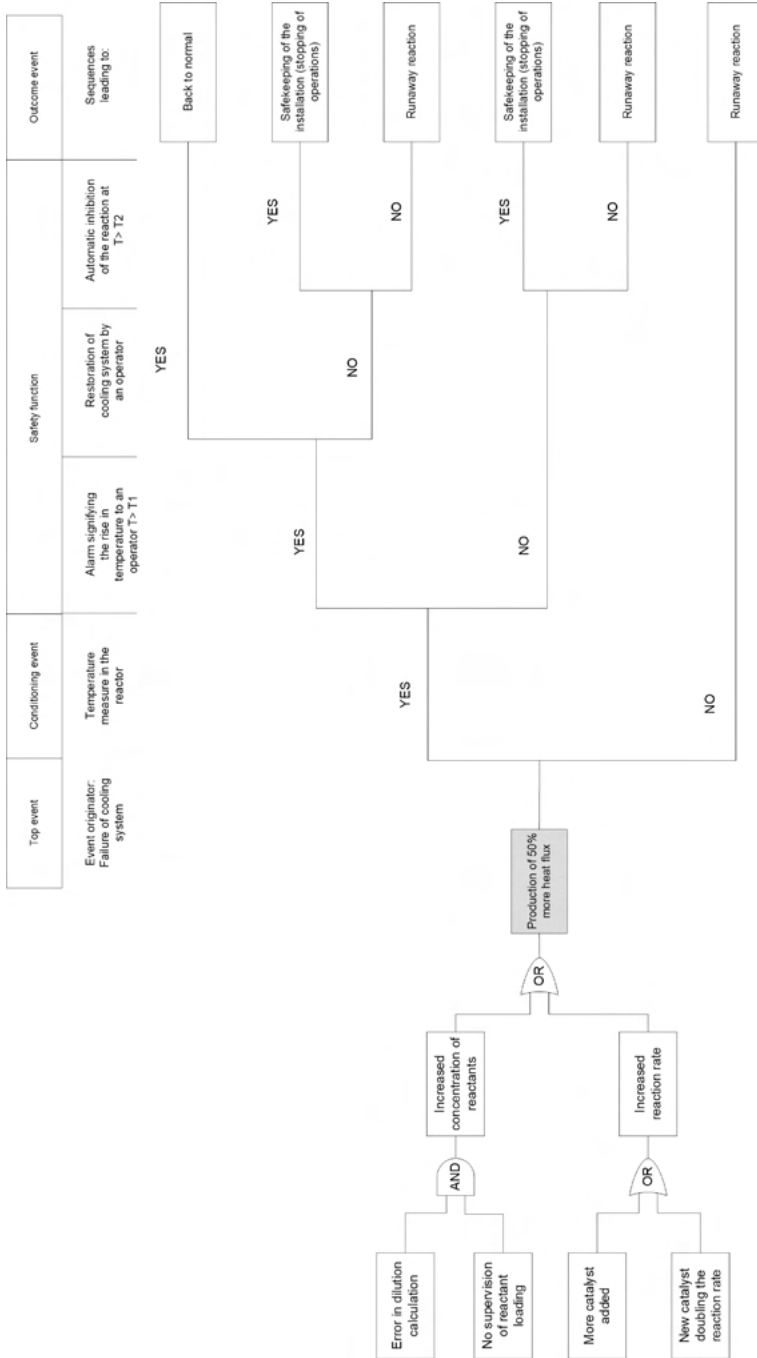 Top event
Conditioning event
Safety function
Outcome event
Event originator:
Failure of cooling
system
Temperature
measure in the
reactor
Alarm signifying
the rise in
temperature to an
operator T> T1
Restoration of
cooling system by
an operator
Automatic inhibition
of the reaction at
T> T2
Sequences
leading to:
YES
Back to normal
YES
YES
Safekeeping of the
installation (stopping of
operations)
NO
NO
Runaway reaction
YES
YES
Safekeeping of the
installation (stopping of
operations)
NO
NO
Runaway reaction
NO
Runaway reaction
Production of 50%
more heat flux
OR
Increased
concentration of
reactants
Increased
reaction rate
AND
OR
Error in dilution
calculation
No supervision
of reactant
loading
More catalyst
added
New catalyst
doubling the
reaction rate